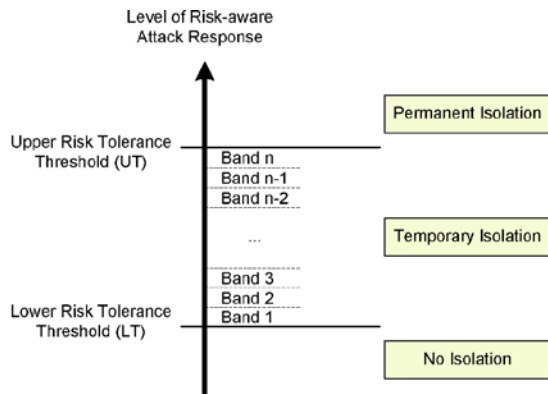 Level of Risk-aware
Attack Response
Permanent Isolation
Upper Risk Tolerance
Threshold (UT)
Band n
Band n-1
Band n-2
...
Temporary Isolation
Band 3
Band 2
Band 1
Lower Risk Tolerance
Threshold (LT)
No Isolation